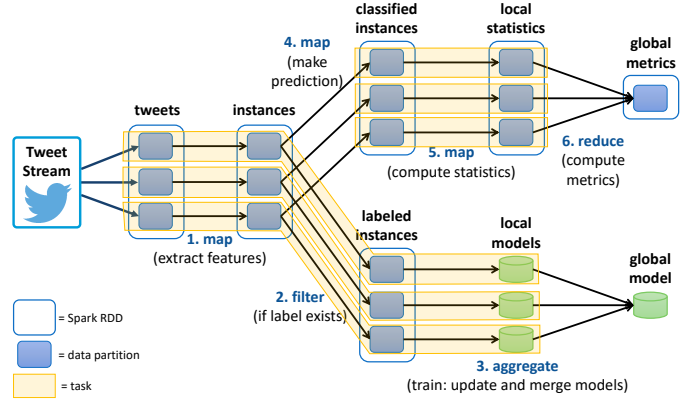 classified
instances
local
statistics
4. map
(make
prediction)
global
metrics
tweets
instances
Tweet
Stream
5. map
(compute statistics)
6. reduce
(compute
metrics)
1. map
(extract features)
labeled
instances
local
models
global
model
2. filter
(if label exists)
3. aggregate
(train: update and merge models)
= Spark RDD
= data partition
= task